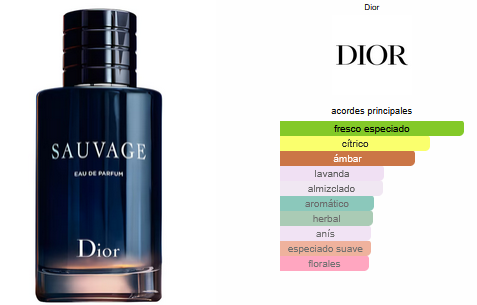 SAUVAGE
EAU DE PARFUM
Dior
Dior
DIOR
acordes principales
fresco especiado
cítrico
ámbar
lavanda
almizclado
aromático
herbal
anís
especiado suave
florales